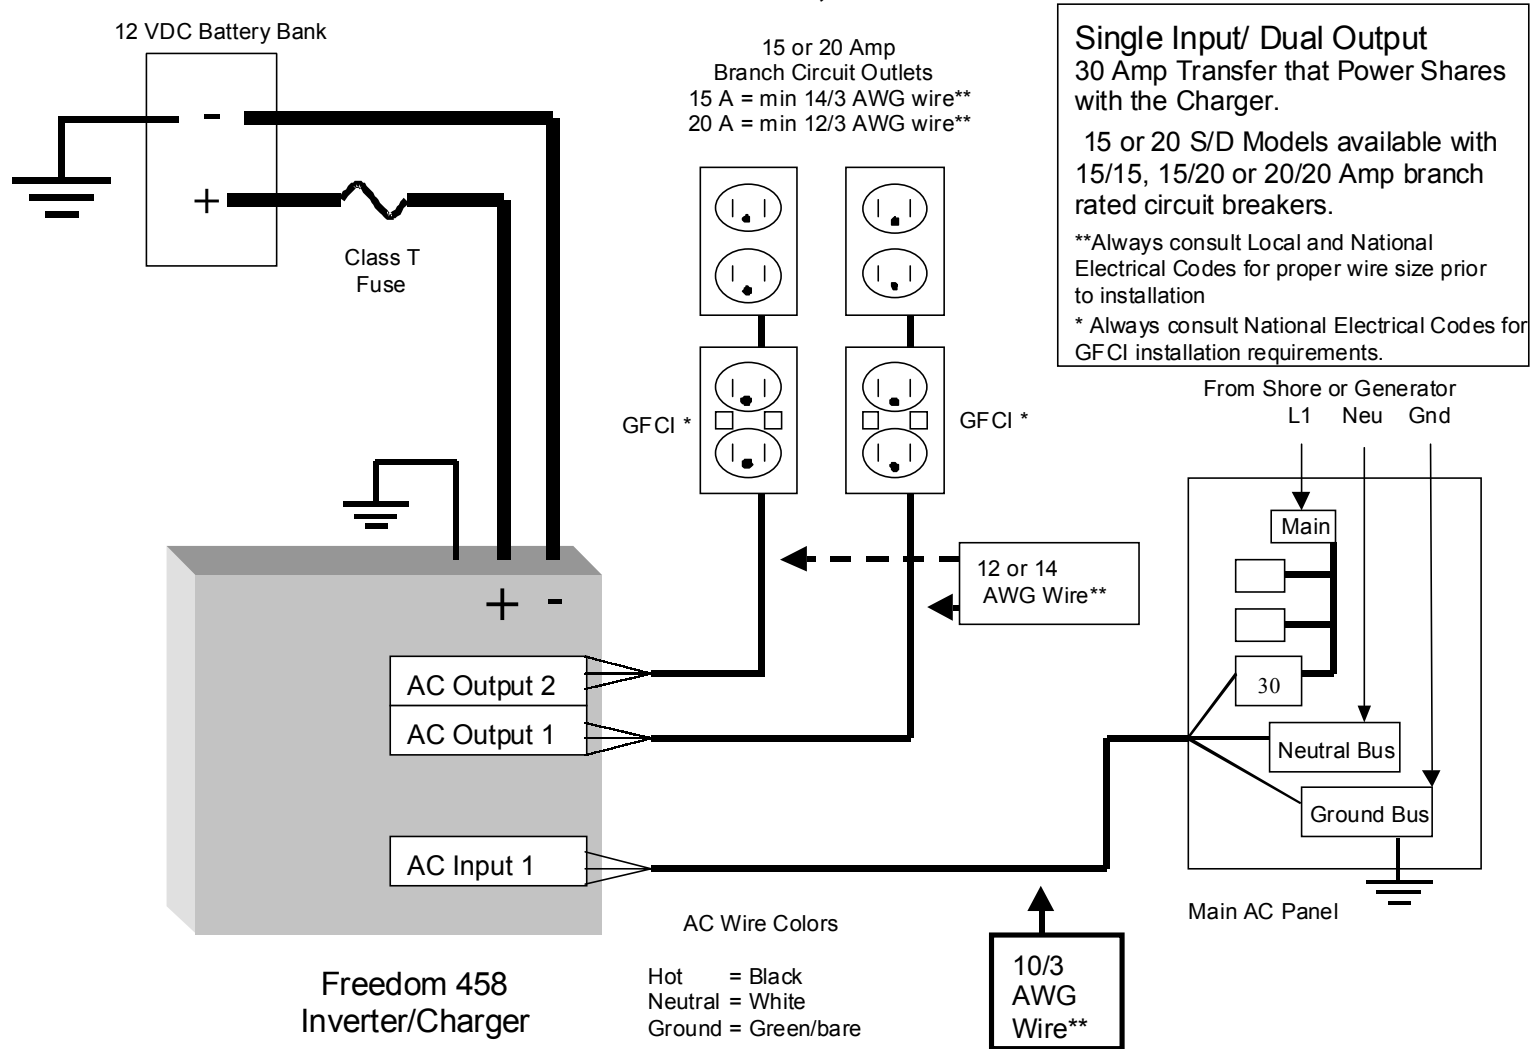 12 VDC Battery Bank
-
+
Class T
Fuse
15 or 20 Amp
Branch Circuit Outlets
15 A = min 14/3 AWG wire**
20 A = min 12/3 AWG wire**
Single Input/ Dual Output
30 Amp Transfer that Power Shares
with the Charger.
15 or 20 S/D Models available with
15/15, 15/20 or 20/20 Amp branch
rated circuit breakers.
**Always consult Local and National
Electrical Codes for proper wire size prior
to installation
* Always consult National Electrical Codes for
GFCI installation requirements.
GFCI *
GFCI *
From Shore or Generator
L1 Neu Gnd
Main
30
Neutral Bus
Ground Bus
Main AC Panel
12 or 14
AWG Wire**
+ -
AC Output 2
AC Output 1
AC Input 1
Freedom 458
Inverter/Charger
AC Wire Colors
Hot = Black
Neutral = White
Ground = Green/bare
10/3
AWG
Wire**